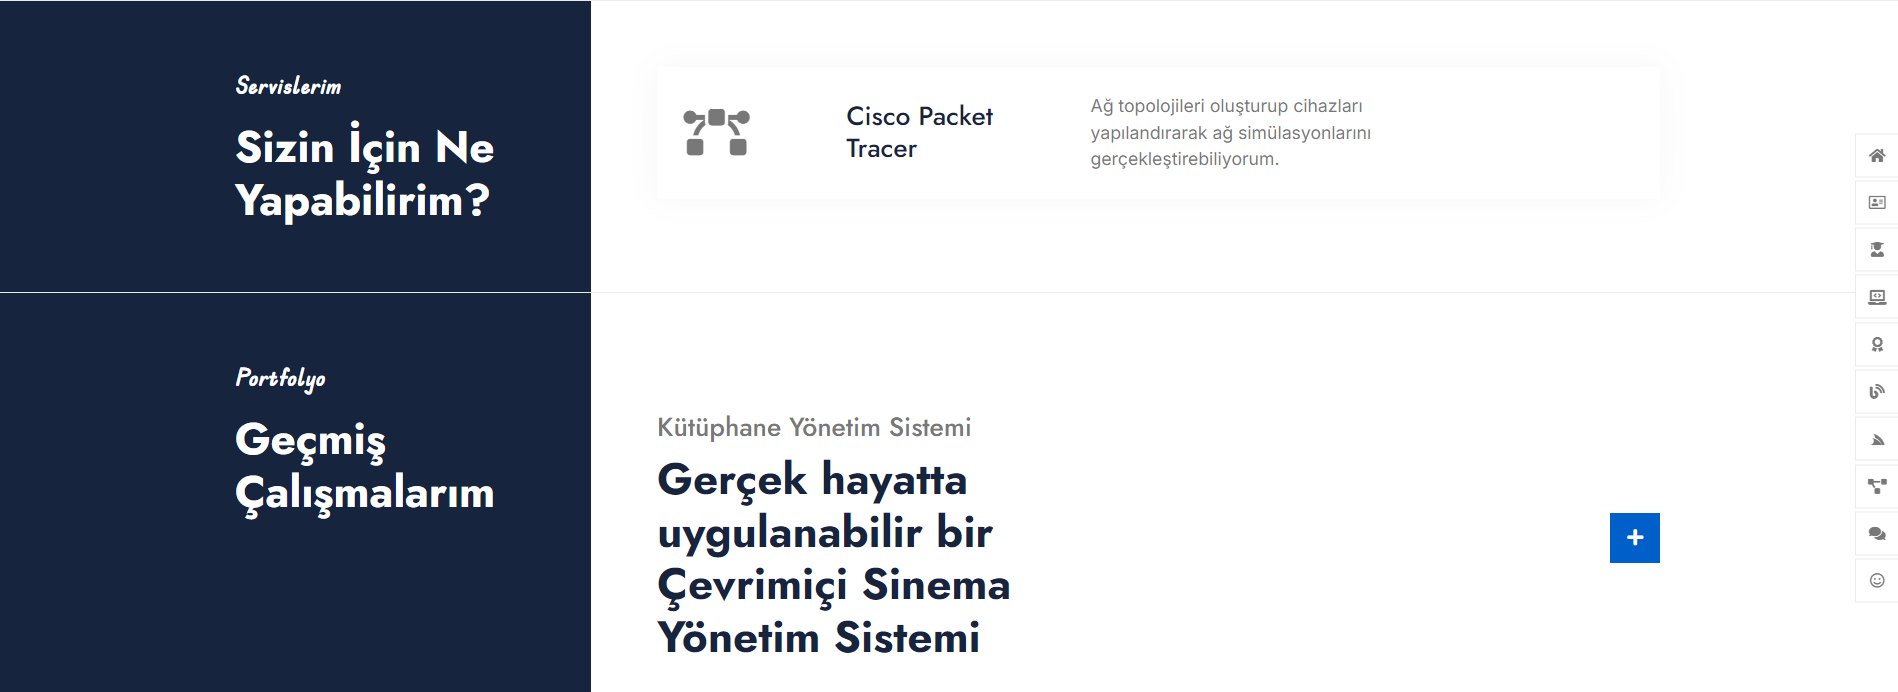 Servislerim
Sizin İçin Ne
Yapabilirim?
Cisco Packet
Tracer
Ağ topolojileri oluşturup cihazları
yapılandırarak ağ simülasyonlarını
gerçekleştirebiliyorum.
Portfolyo
Geçmiş
Çalışmalarım
Kütüphane Yönetim Sistemi
Gerçek hayatta
uygulanabilir bir
Çevrimiçi Sinema
Yönetim Sistemi